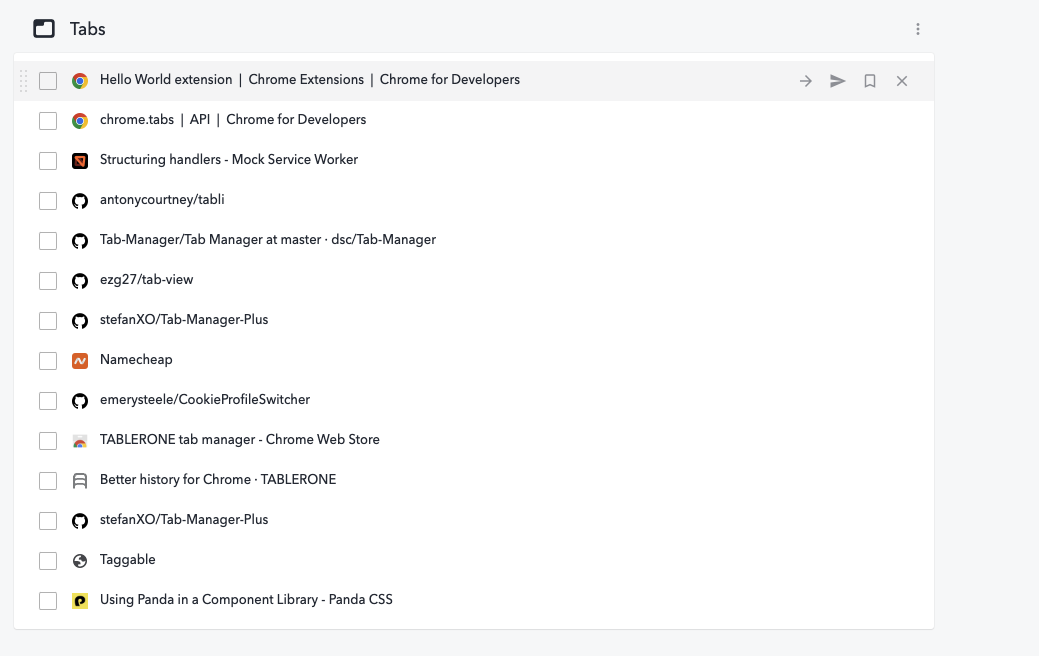 Tabs
Hello World extension | Chrome Extensions | Chrome for Developers
chrome.tabs | API | Chrome for Developers
Structuring handlers - Mock Service Worker
antonycourtney/tabli
Tab-Manager/Tab Manager at master · dsc/Tab-Manager
ezg27/tab-view
stefanXO/Tab-Manager-Plus
Namecheap
emerysteele/CookieProfileSwitcher
TABLERONE tab manager - Chrome Web Store
Better history for Chrome · TABLERONE
stefanXO/Tab-Manager-Plus
Taggable
Using Panda in a Component Library - Panda CSS